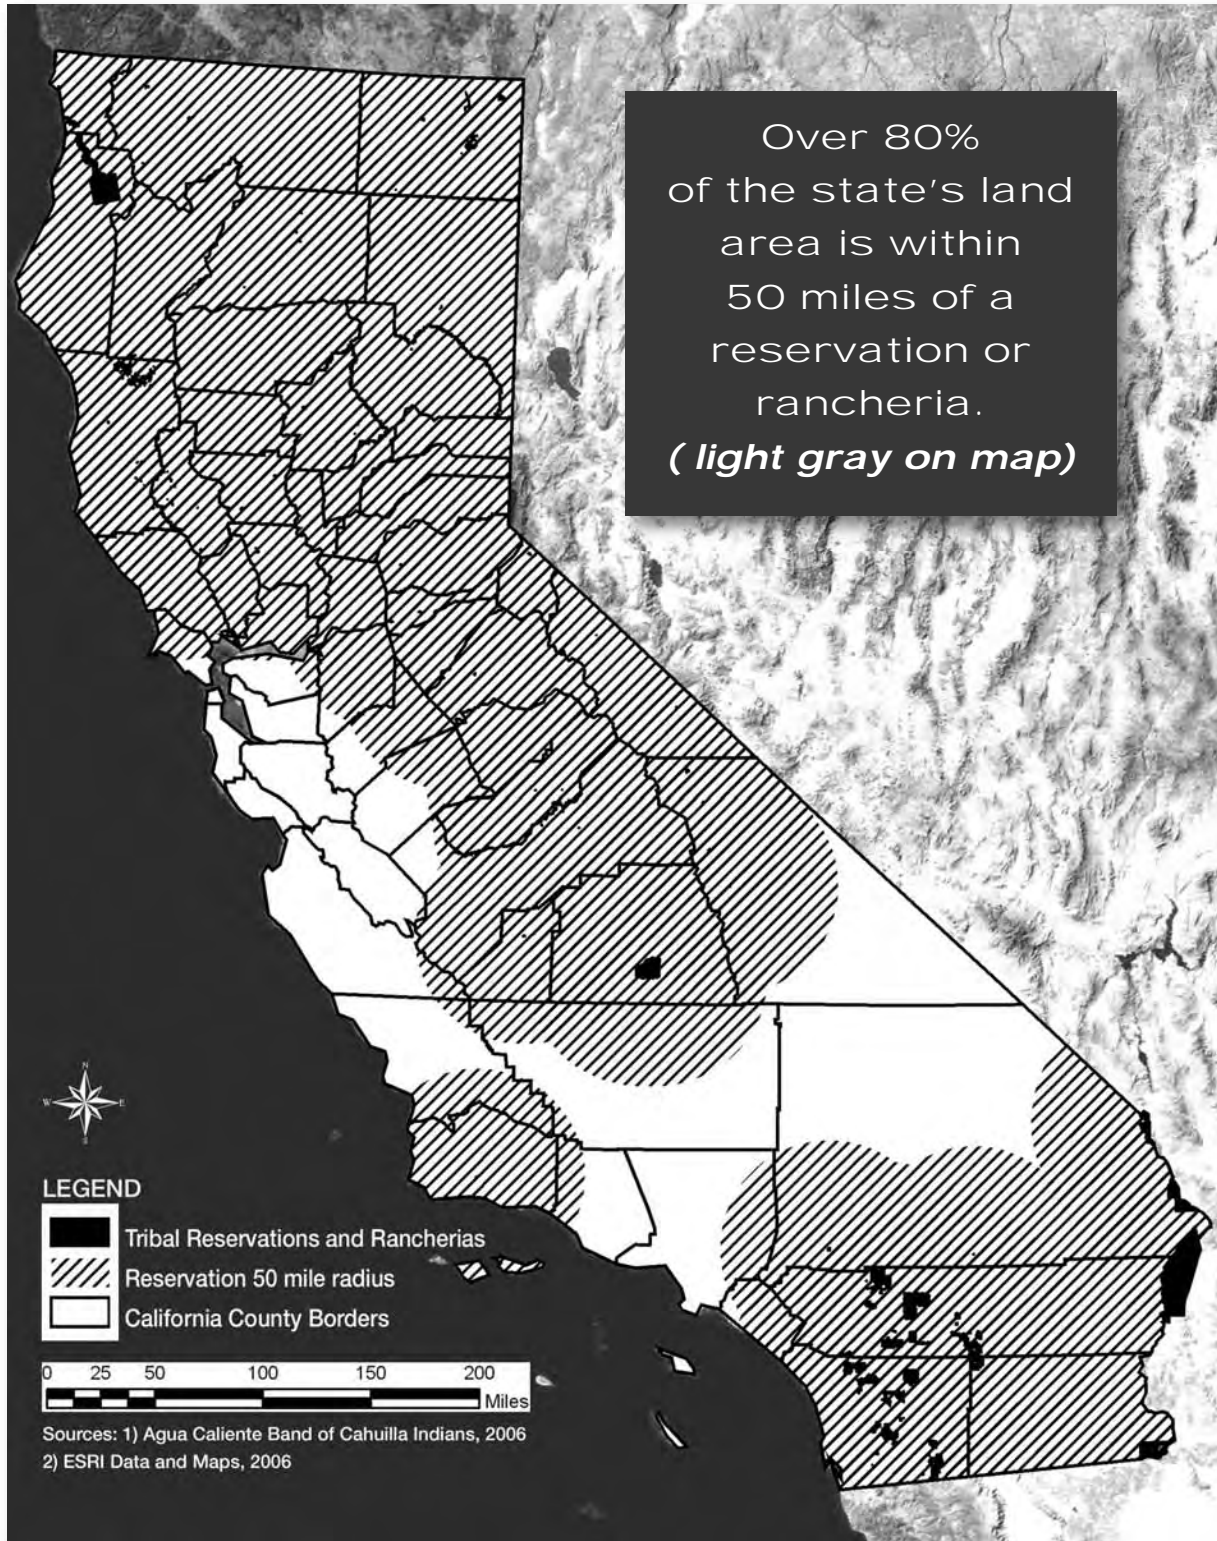 Over 80%
of the state's land
area is within
50 miles of a
reservation or
rancheria.
( light gray on map)
N
W E
S
LEGEND
Tribal Reservations and Rancherias
Reservation 50 mile radius
California County Borders
0 25 50 100 150 200
Miles
Sources: 1) Agua Caliente Band of Cahuilla Indians, 2006
2) ESRI Data and Maps, 2006